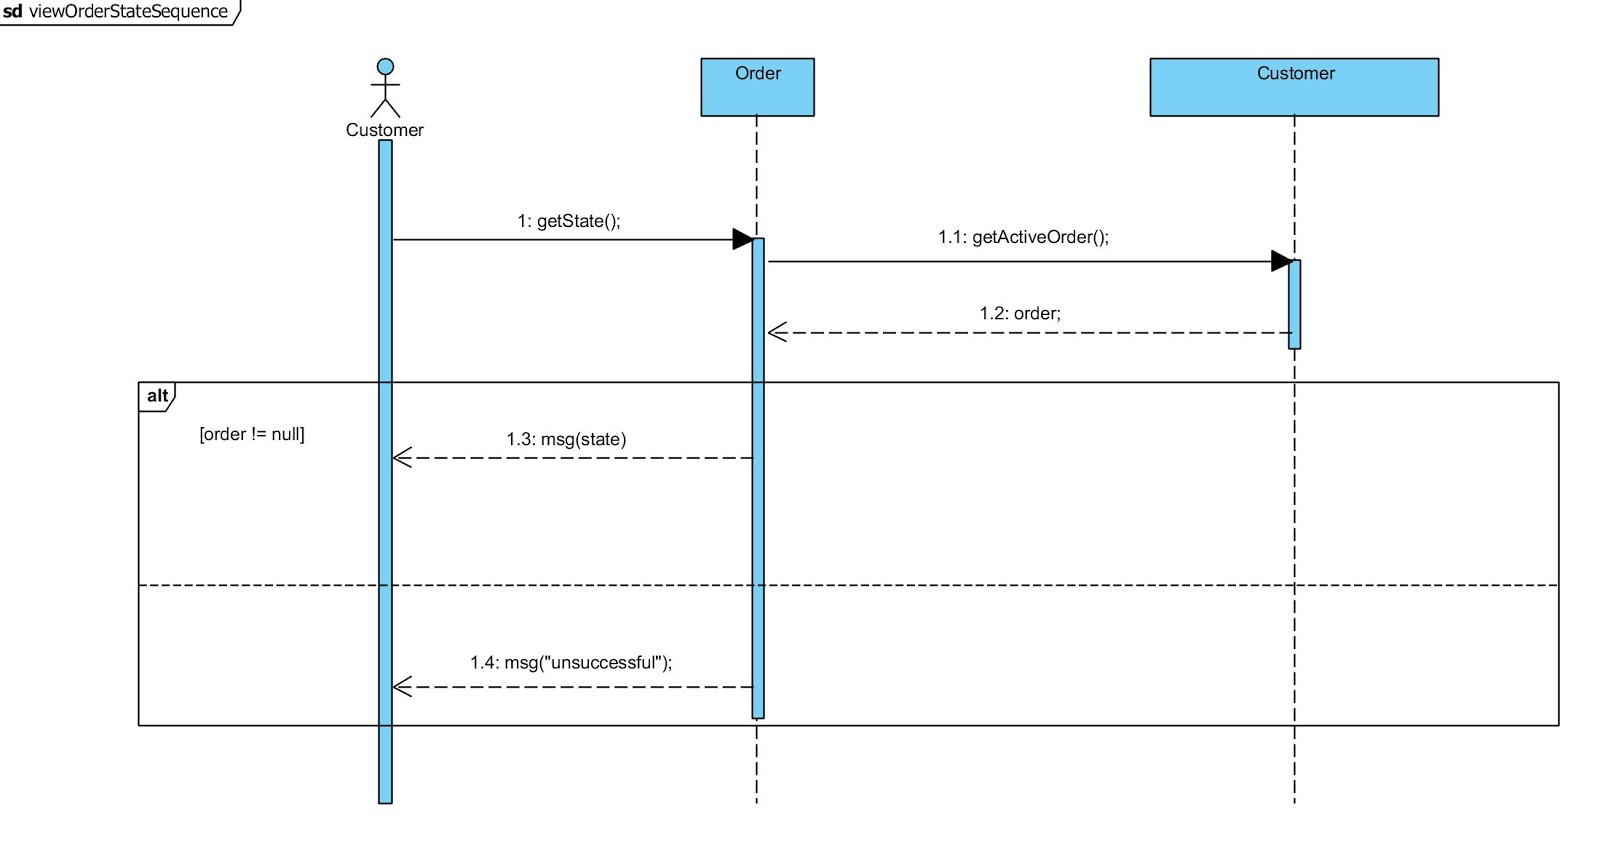 sd viewOrderStateSequence
Order
Customer
Customer
1: getState();
1.1: getActiveOrder();
1.2: order;
alt
[order != null]
1.3: msg(state)
1.4: msg("unsuccessful");